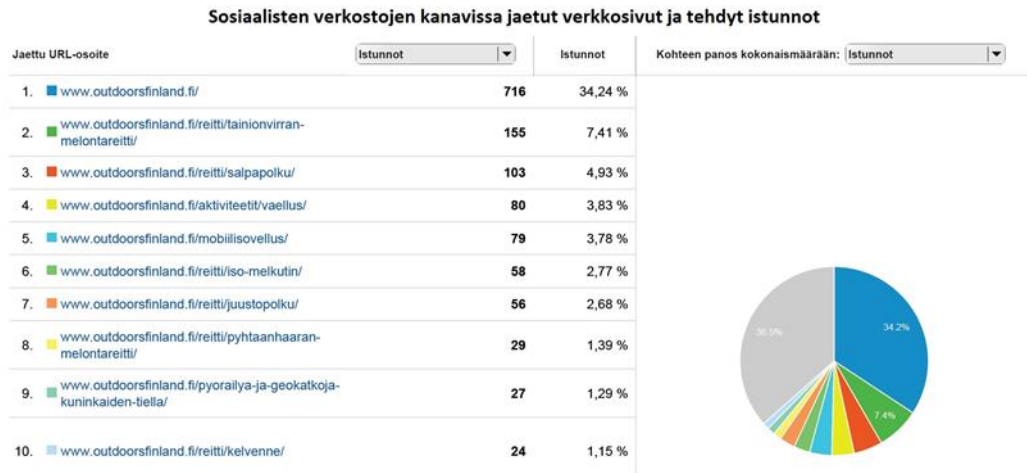 Sosiaalisten verkostojen kanavissa jaetut verkkosivut ja tehdyt istunnot
Jaettu URL-osoite Istunnot Istunnot Kohteen panos kokonaismäärään: Istunnot
1. www.outdoorsfinland.fi/ 716 34,24 %
2. www.outdoorsfinland.fi/reitti/tainionvirran-
melontareitti/ 155 7,41 %
3. www.outdoorsfinland.fi/reitti/salpapolku/ 103 4,93 %
4. www.outdoorsfinland.fi/aktiviteetit/vaellus/ 80 3,83 %
5. www.outdoorsfinland.fi/mobiilisovellus/ 79 3,78 %
6. www.outdoorsfinland.fi/reitti/iso-melkutin/ 58 2,77 %
7. www.outdoorsfinland.fi/reitti/juustopolku/ 56 2,68 %
8. www.outdoorsfinland.fi/reitti/pyhtaanhaaran-
melontareitti/ 29 1,39 %
9. www.outdoorsfinland.fi/pyorailya-ja-geokatkoja-
kuninkaiden-tiella/ 27 1,29 %
10. www.outdoorsfinland.fi/reitti/kelvenne/ 24 1,15 %
34.2%
36.5%
7.4%